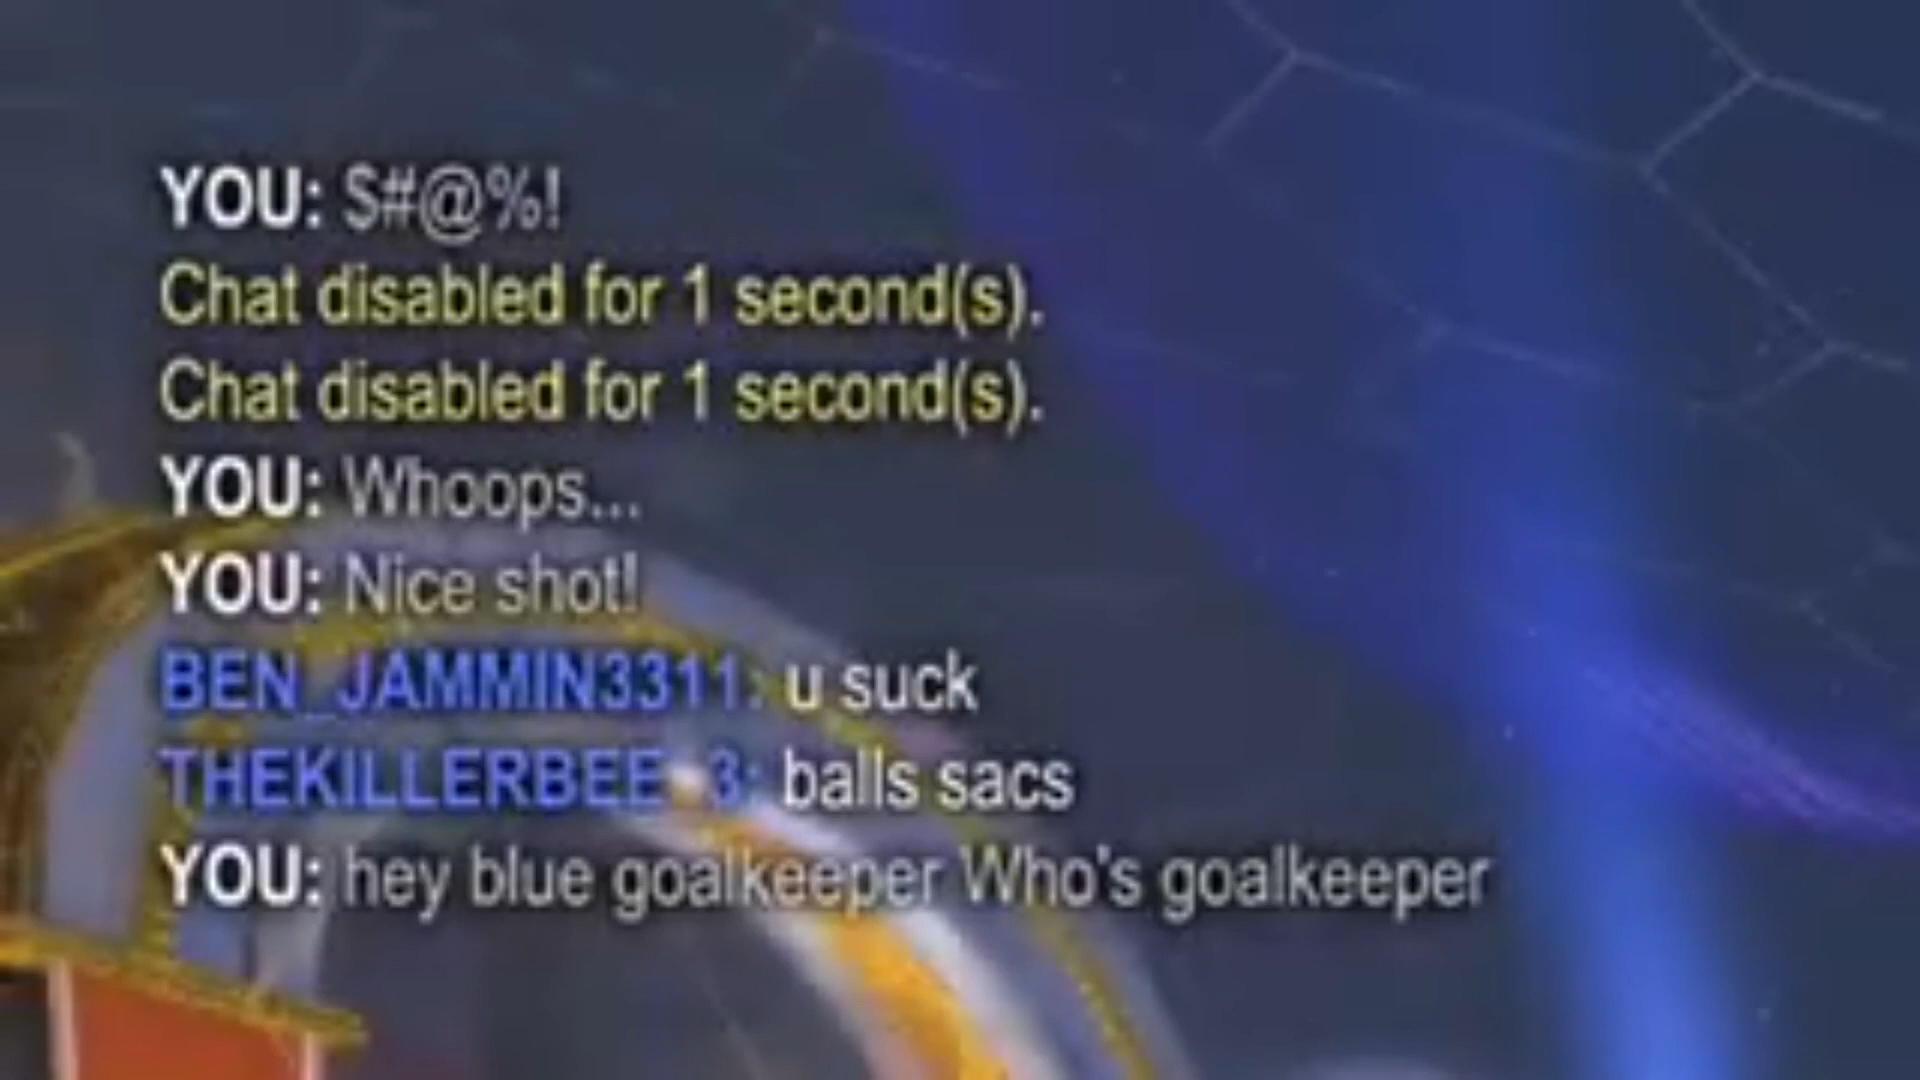 YOU: $#@%!
Chat disabled for 1 second(s).
Chat disabled for 1 second(s).
YOU: Whoops...
YOU: Nice shot!
BEN_JAMMIN3311: u suck
THEKILLERBEE_3: balls sacs
YOU: hey blue goalkeeper Who's goalkeeper